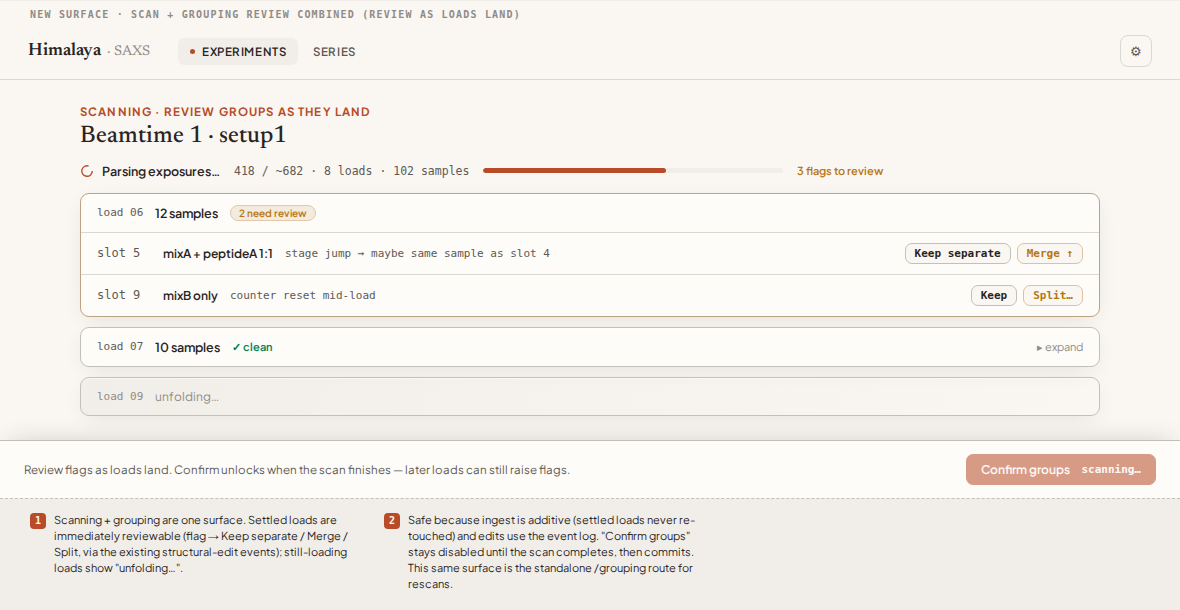 NEW SURFACE · SCAN + GROUPING REVIEW COMBINED (REVIEW AS LOADS LAND)
Himalaya · SAXS EXPERIMENTS SERIES ⚙
SCANNING · REVIEW GROUPS AS THEY LAND
Beamtime 1 · setup1
Parsing exposures… 418 / ~682 · 8 loads · 102 samples 3 flags to review
load 06 12 samples 2 need review
slot 5 mixA + peptideA 1:1 stage jump → maybe same sample as slot 4 Keep separate Merge ↑
slot 9 mixB only counter reset mid-load Keep Split…
load 07 10 samples ✓ clean ▸ expand
load 09 unfolding…
Review flags as loads land. Confirm unlocks when the scan finishes — later loads can still raise flags. Confirm groups scanning…
1 Scanning + grouping are one surface. Settled loads are
immediately reviewable (flag → Keep separate / Merge /
Split, via the existing structural-edit events); still-loading
loads show "unfolding…".
2 Safe because ingest is additive (settled loads never re-
touched) and edits use the event log. "Confirm groups"
stays disabled until the scan completes, then commits.
This same surface is the standalone /grouping route for
rescans.